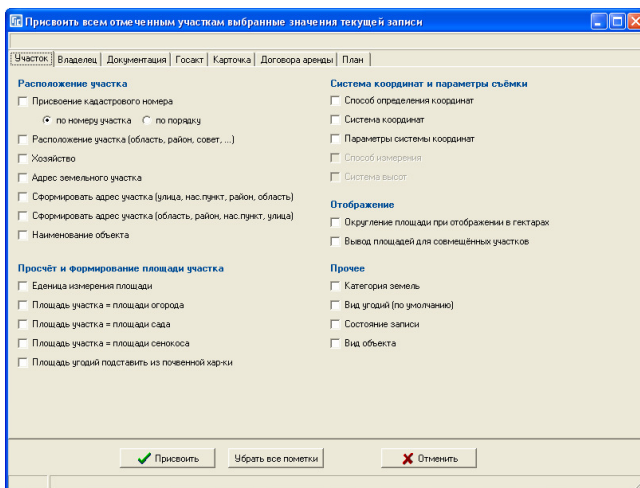 Присвоить всем отмеченным участкам выбранные значения текущей записи
Участок Владелец Документация Госакт Карточка Договора аренды План
Расположение участка
Присвоение кадастрового номера
по номеру участка по порядку
Расположение участка (область, район, совет, ...)
Хозяйство
Адрес земельного участка
Сформировать адрес участка (улица, нас.пункт, район, область)
Сформировать адрес участка (область, район, нас.пункт, улица)
Наименование объекта
Просчёт и формирование площади участка
Еденица измерения площади
Площадь участка = площади огорода
Площадь участка = площади сада
Площадь участка = площади сенокоса
Площадь угодий подставить из почвенной хар-ки
Система координат и параметры съёмки
Способ определения координат
Система координат
Параметры системы координат
Способ измерения
Система высот
Отображение
Округление площади при отображении в гектарах
Вывод площадей для совмещённых участков
Прочее
Категория земель
Вид угодий (по умолчанию)
Состояние записи
Вид объекта
Присвоить Убрать все пометки Отменить